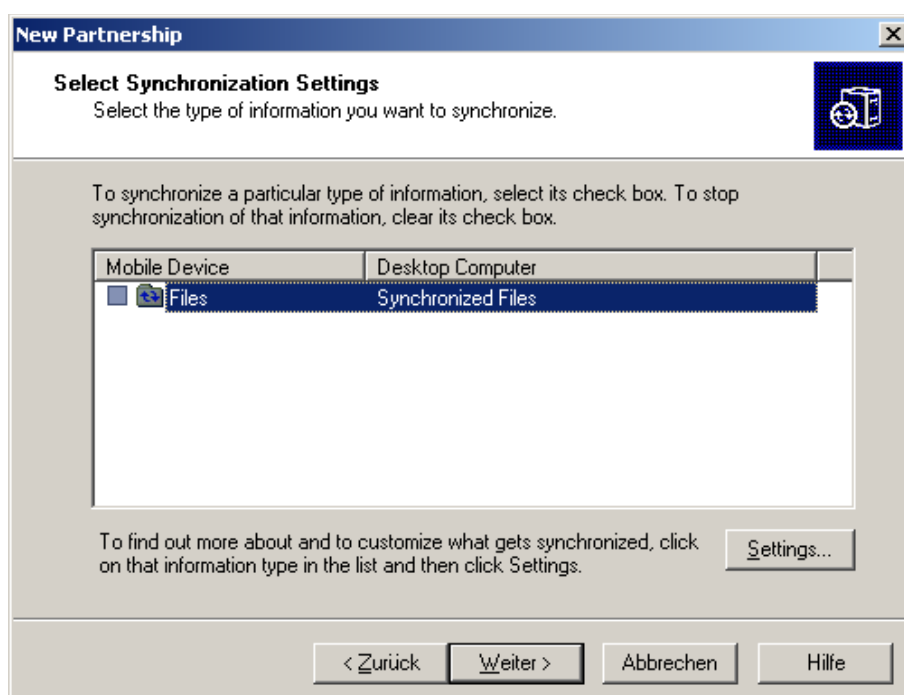 New Partnership
Select Synchronization Settings
Select the type of information you want to synchronize.
To synchronize a particular type of information, select its check box. To stop
synchronization of that information, clear its check box.
Mobile Device Desktop Computer
Files Synchronized Files
To find out more about and to customize what gets synchronized, click
on that information type in the list and then click Settings.
Settings...
< Zurück Weiter > Abbrechen Hilfe